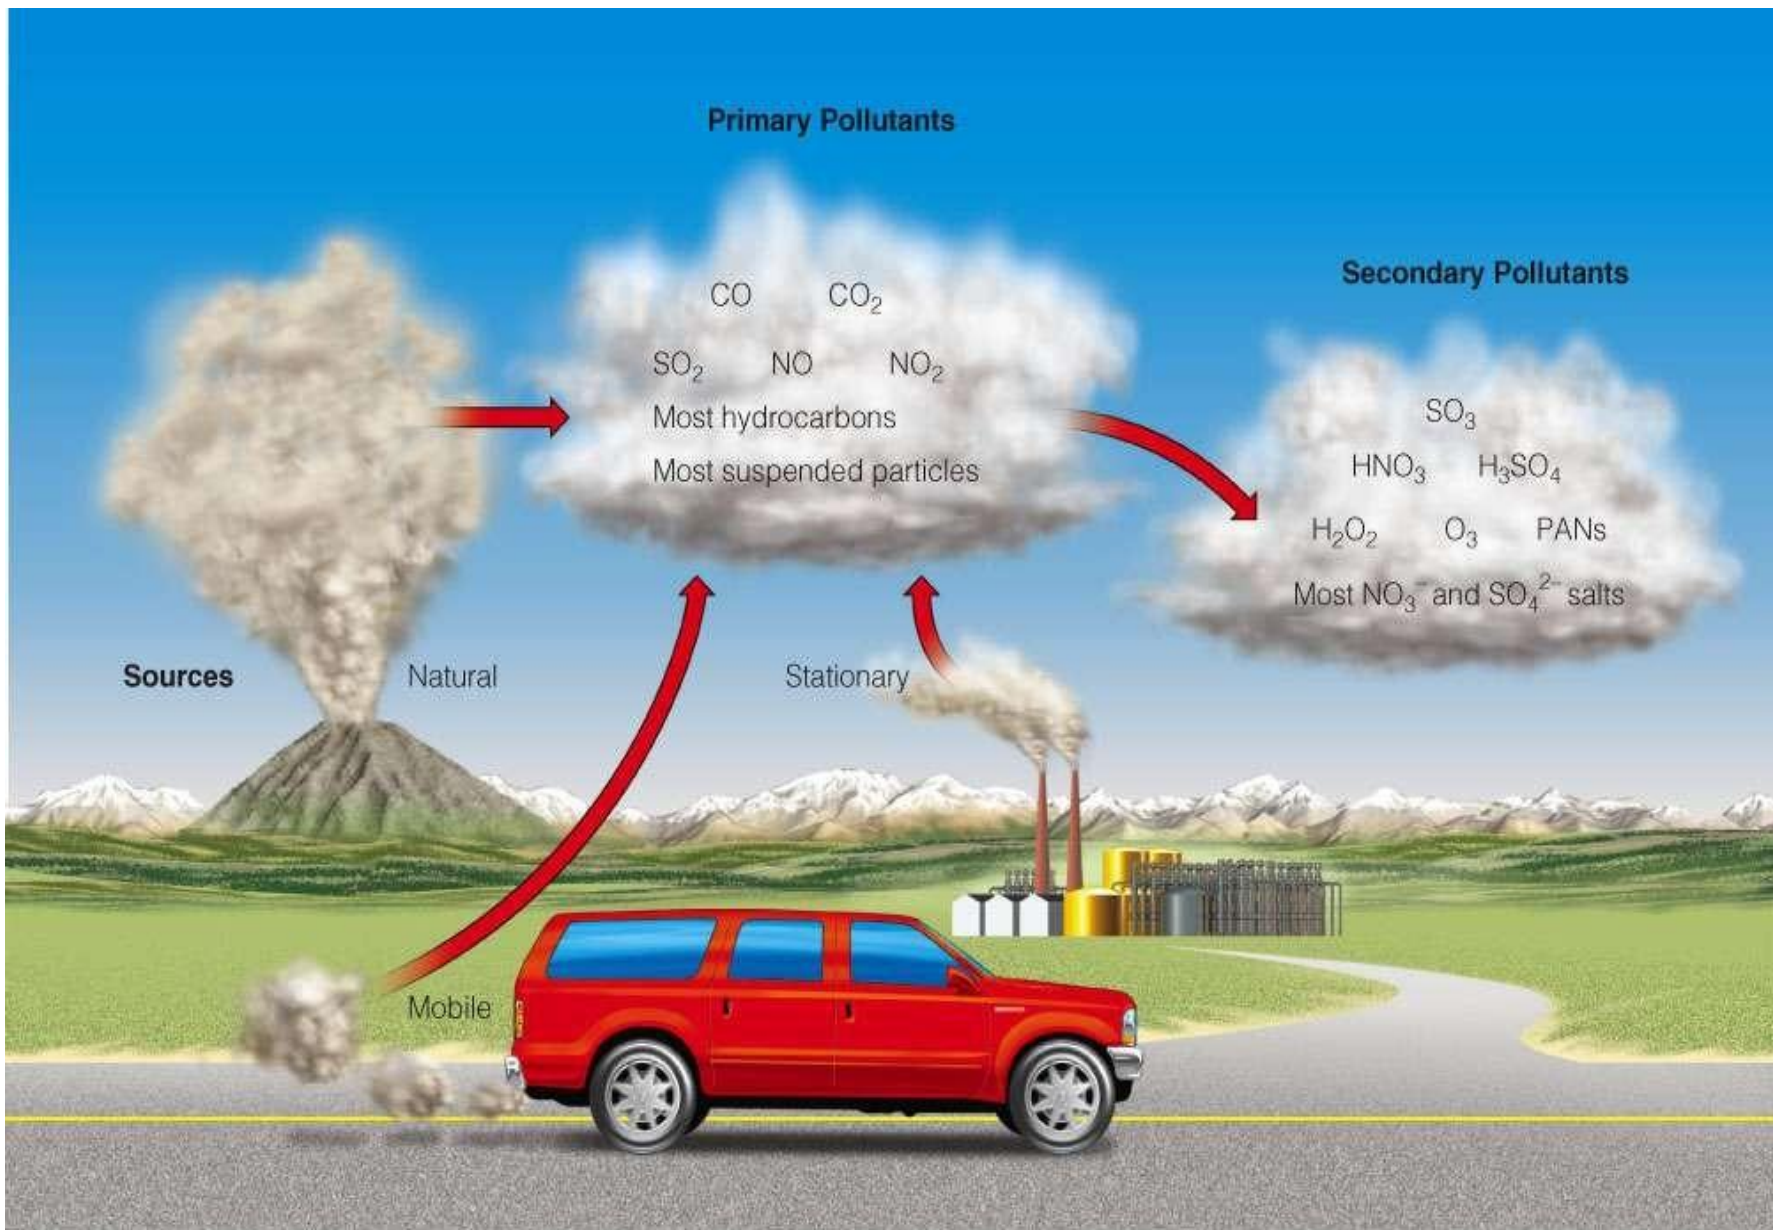 Primary Pollutants
CO CO₂
SO₂ NO NO₂
Most hydrocarbons
Most suspended particles
Secondary Pollutants
SO₃
HNO₃ H₃SO₄
H₂O₂ O₃ PANs
Most NO₃⁻ and SO₄²⁻ salts
Sources Natural
Stationary
Mobile